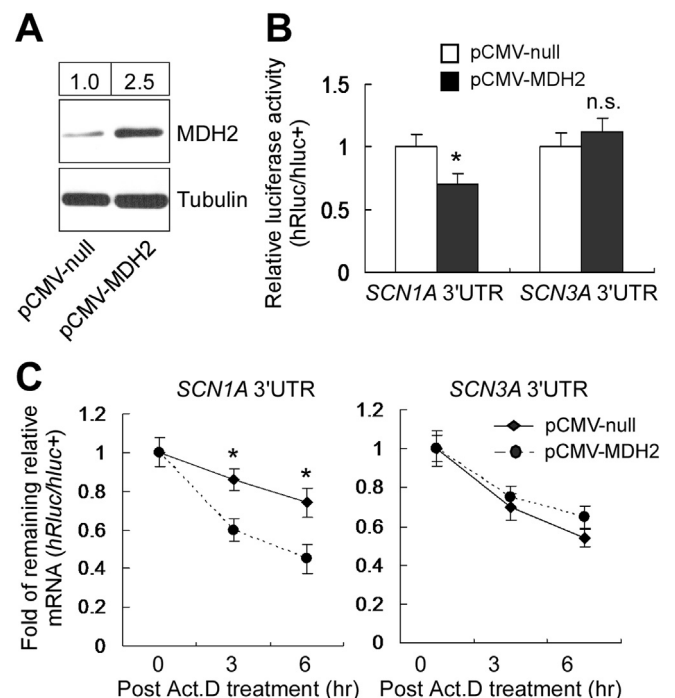 A
1.0 2.5
MDH2
Tubulin
pCMV-null
pCMV-MDH2
B
pCMV-null
pCMV-MDH2
Relative luciferase activity
(hRluc/hluc+)
1.5
1
0.5
0
*
n.s.
SCN1A 3'UTR
SCN3A 3'UTR
C
SCN1A 3'UTR
Fold of remaining relative
mRNA (hRluc/hluc+)
1.2
1
0.8
0.6
0.4
0.2
0
*
*
0 3 6
Post Act.D treatment (hr)
SCN3A 3'UTR
pCMV-null
pCMV-MDH2
1.2
1
0.8
0.6
0.4
0.2
0
0 3 6
Post Act.D treatment (hr)